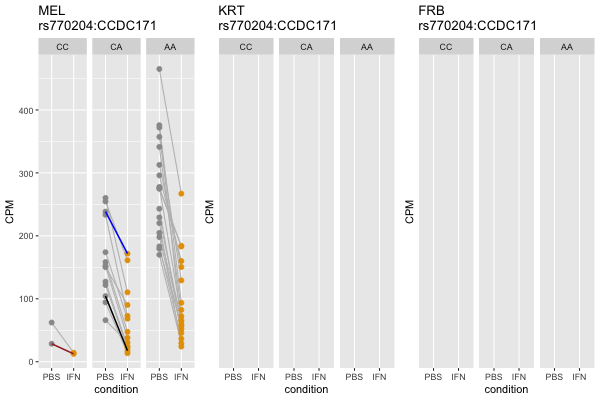 MEL
rs770204:CCDC171
CC CA AA
CPM
400
300
200
100
0
PBS IFN PBS IFN PBS IFN
condition
KRT
rs770204:CCDC171
CC CA AA
CPM
PBS IFN PBS IFN PBS IFN
condition
FRB
rs770204:CCDC171
CC CA AA
CPM
PBS IFN PBS IFN PBS IFN
condition